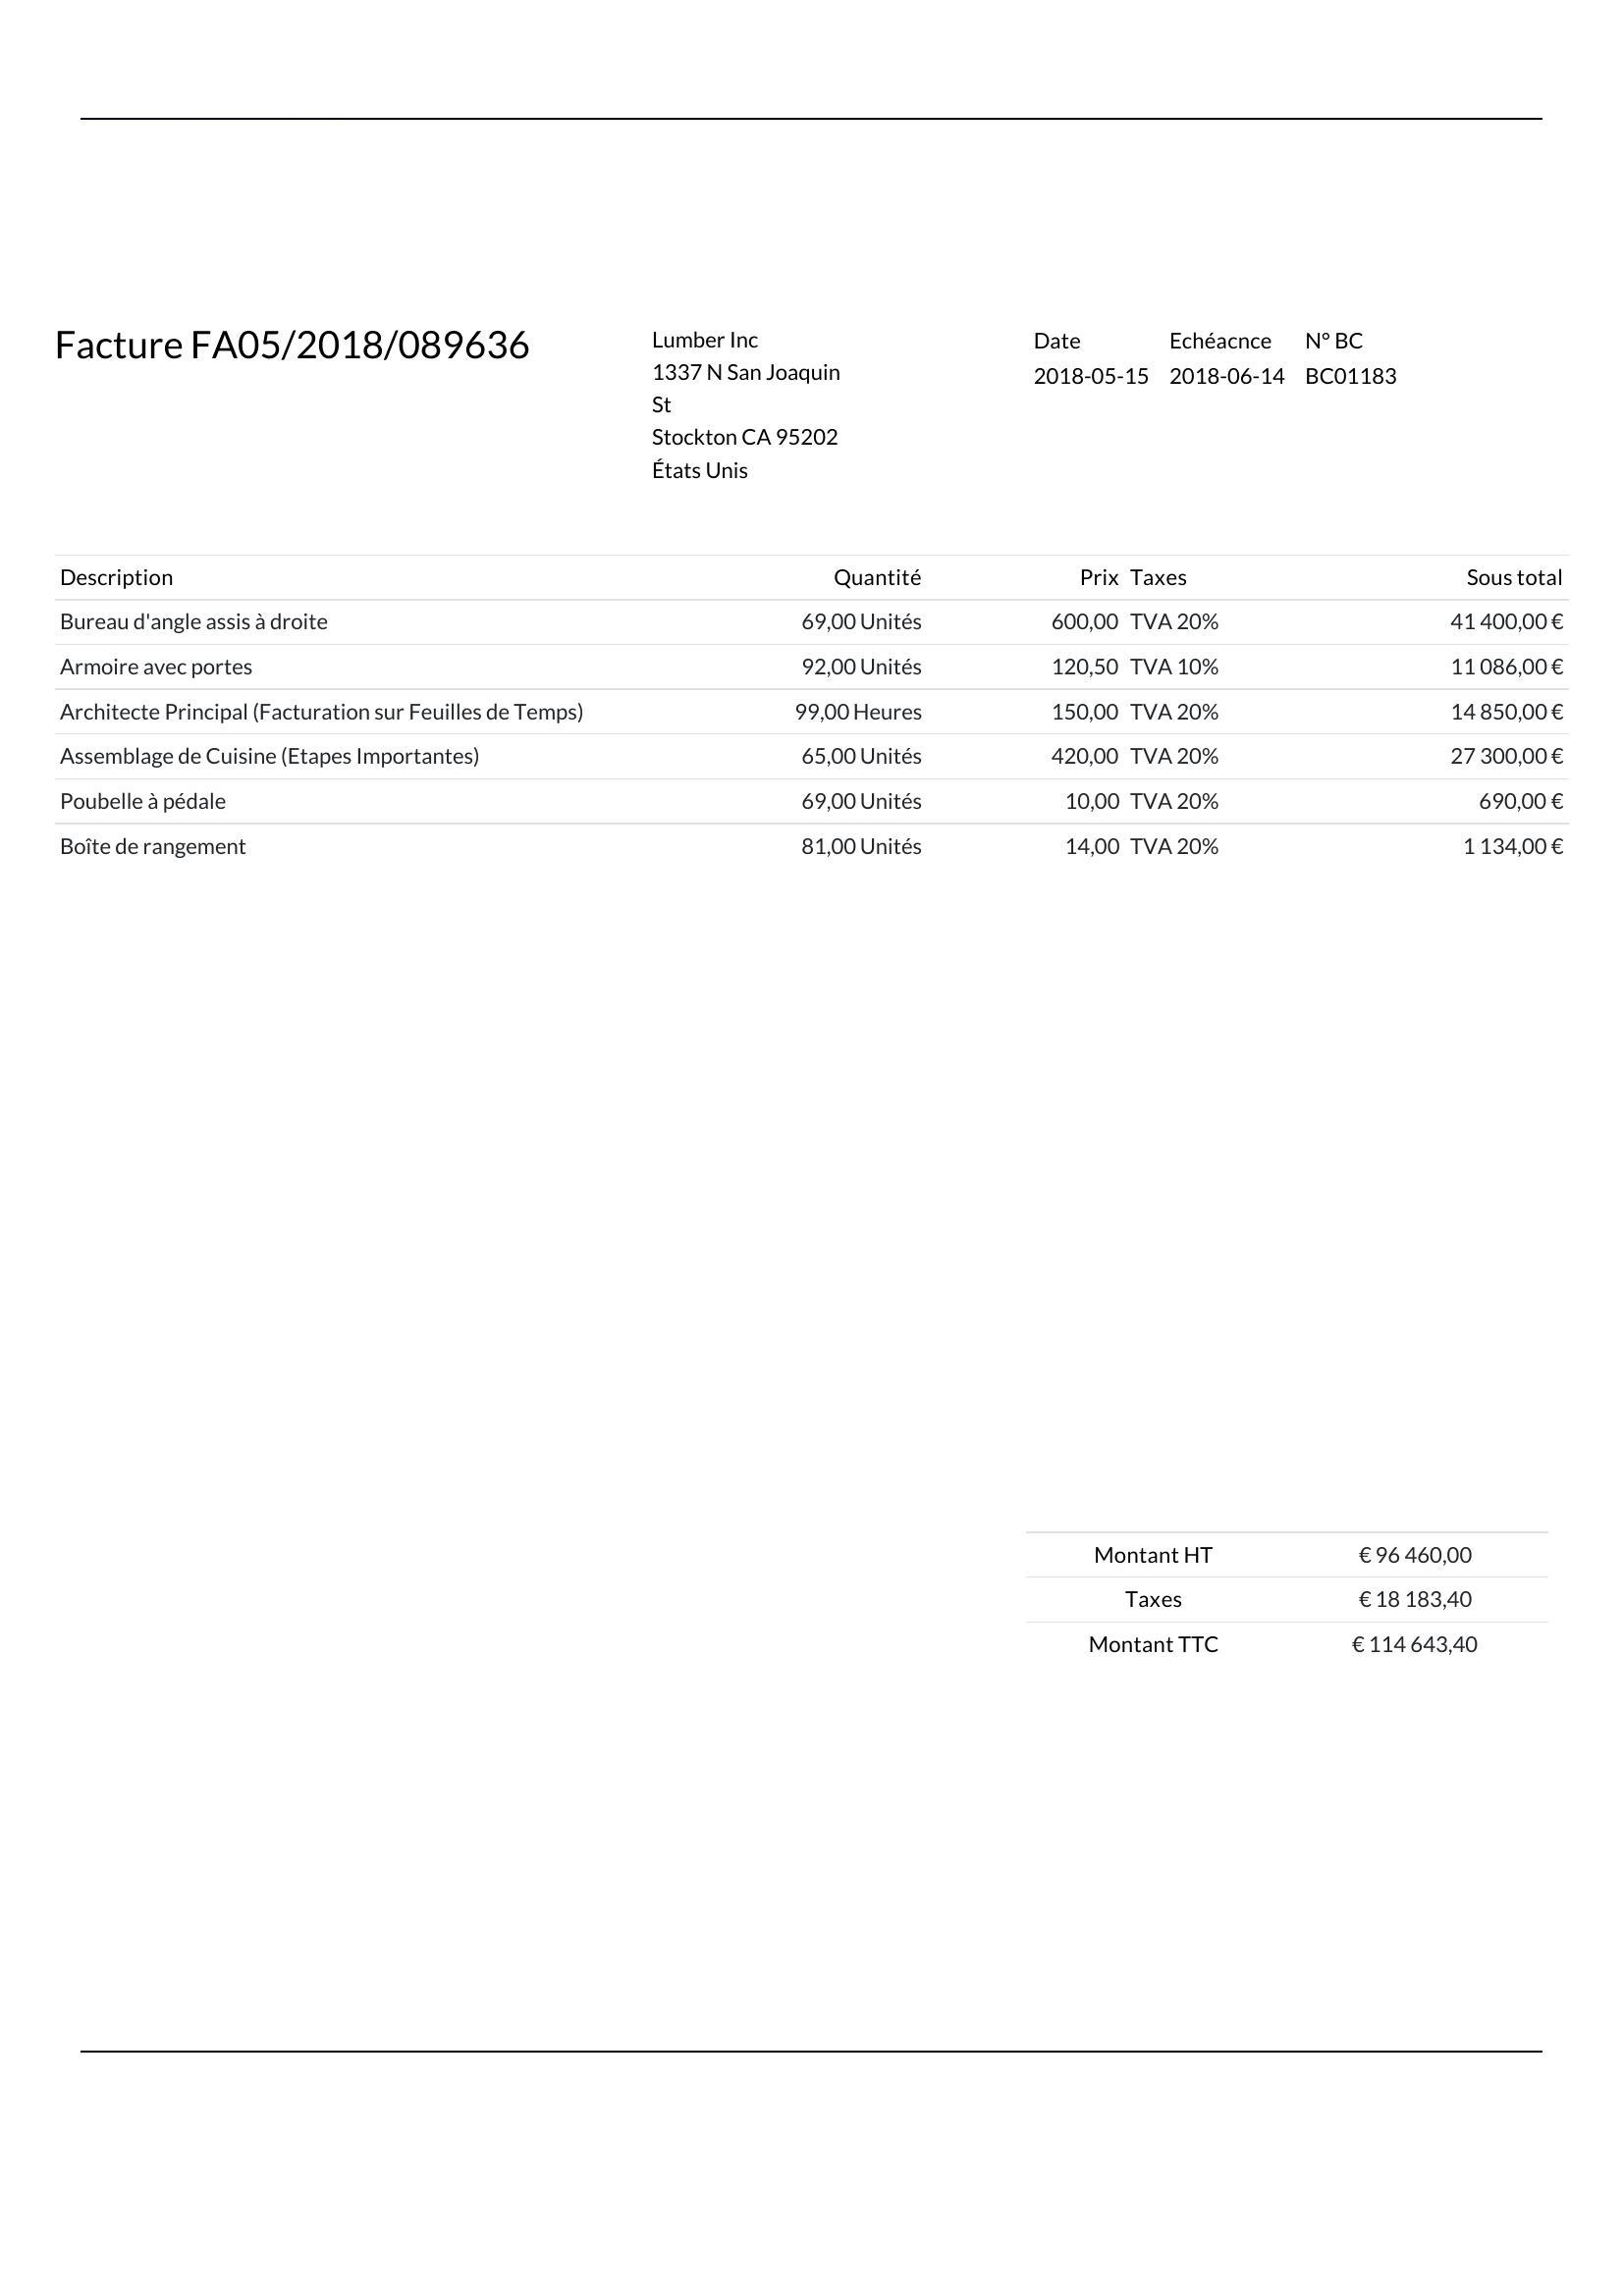 Facture FA05/2018/089636
Lumber Inc
1337 N San Joaquin
St
Stockton CA 95202
États Unis
Date Echéacnce N° BC
2018-05-15 2018-06-14 BC01183
Description Quantité Prix Taxes Sous total
Bureau d'angle assis à droite 69,00 Unités 600,00 TVA 20% 41 400,00 €
Armoire avec portes 92,00 Unités 120,50 TVA 10% 11 086,00 €
Architecte Principal (Facturation sur Feuilles de Temps) 99,00 Heures 150,00 TVA 20% 14 850,00 €
Assemblage de Cuisine (Etapes Importantes) 65,00 Unités 420,00 TVA 20% 27 300,00 €
Poubelle à pédale 69,00 Unités 10,00 TVA 20% 690,00 €
Boîte de rangement 81,00 Unités 14,00 TVA 20% 1 134,00 €
Montant HT € 96 460,00
Taxes € 18 183,40
Montant TTC € 114 643,40